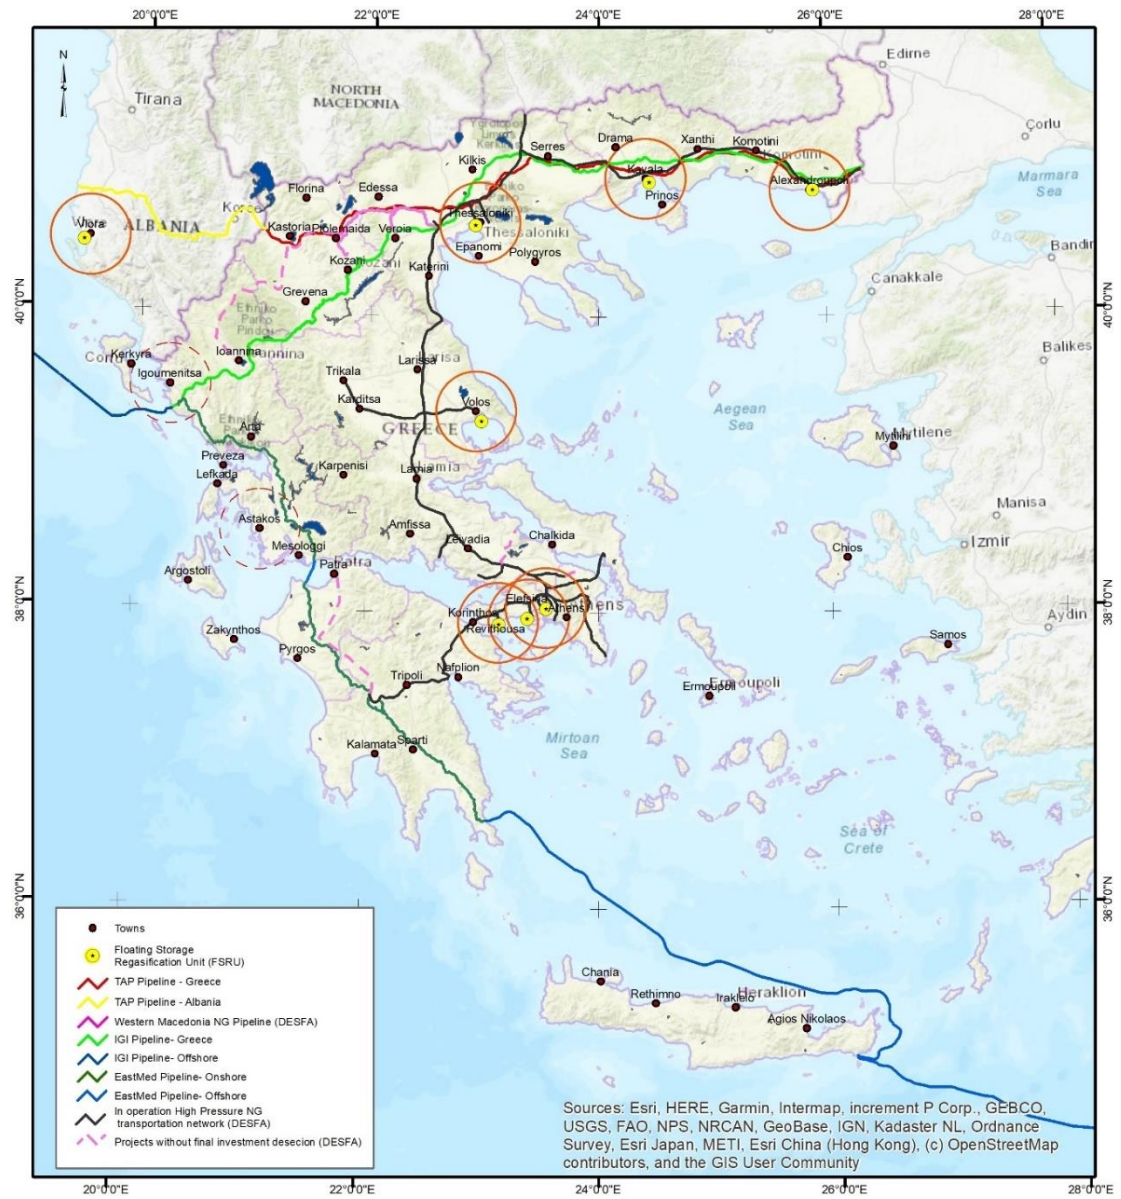 20°0'0"E
22°0'0"E
24°0'0"E
26°0'0"E
28°0'0"E
N
Edirne
Tirana
NORTH
MACEDONIA
Çorlu
Drama
Xanthi
Komotini
Komotini
Serres
Kilkis
Marmara
Sea
Florina
Edessa
Kavala
Alexandroupoli
Prinos
Vlora
ALBANIA
Kastoria
Ptolemaida
Veroia
Thessaloniki
Thessaloniki
Epanomi
Polygyros
Kozani
Katerini
Canakkale
Grevena
40°0'0"N
40°0'0"N
Ethniko
Parko
Pindou
Balikes
Kerkyra
Ioannina
Igoumenitsa
Larissa
Trikala
Karditsa
Volos
GREECE
Aegean
Sea
Arta
Mytilini
Mytilene
Preveza
Lefkada
Karpenisi
Lamia
Manisa
Astakos
Amfissa
Leivadia
Chalkida
Chios
Izmir
Mesologgi
Patra
Patra
Argostoli
38°0'0"N
38°0'0"N
Elefsina
Athens
Korinthos
Revithousa
Aydin
Zakynthos
Pyrgos
Samos
Nafplion
Tripoli
Ermoupoli
Ermoupoli
Kalamata
Sparti
Mirtoan
Sea
Sea of
Crete
36°0'0"N
36°0'0"N
Chania
Rethimno
Irakleio
Heraklion
Agios Nikolaos
Towns
Floating Storage
Regasification Unit (FSRU)
TAP Pipeline - Greece
TAP Pipeline - Albania
Western Macedonia NG Pipeline (DESFA)
IGI Pipeline- Greece
IGI Pipeline- Offshore
EastMed Pipeline- Onshore
EastMed Pipeline- Offshore
In operation High Pressure NG
transportation network (DESFA)
Projects without final investment desecion (DESFA)
Sources: Esri, HERE, Garmin, Intermap, increment P Corp., GEBCO,
USGS, FAO, NPS, NRCAN, GeoBase, IGN, Kadaster NL, Ordnance
Survey, Esri Japan, METI, Esri China (Hong Kong), (c) OpenStreetMap
contributors, and the GIS User Community
20°0'0"E
22°0'0"E
24°0'0"E
26°0'0"E